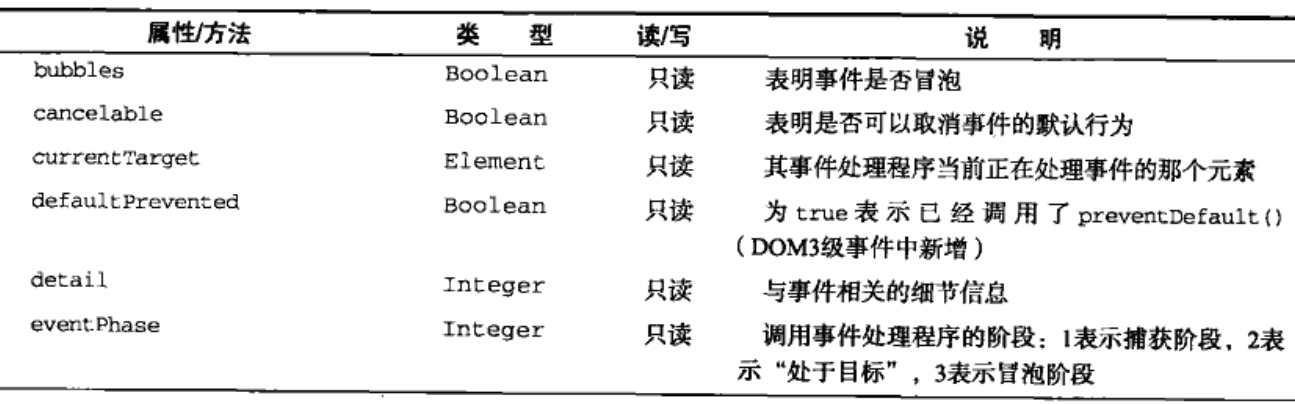 属性/方法 类 型 读/写 说 明
bubbles Boolean 只读 表明事件是否冒泡
cancelable Boolean 只读 表明是否可以取消事件的默认行为
currentTarget Element 只读 其事件处理程序当前正在处理事件的那个元素
defaultPrevented Boolean 只读 为 true 表示已经调用了 preventDefault()
（DOM3级事件中新增）
detail Integer 只读 与事件相关的细节信息
eventPhase Integer 只读 调用事件处理程序的阶段：1表示捕获阶段，2表
示“处于目标”，3表示冒泡阶段